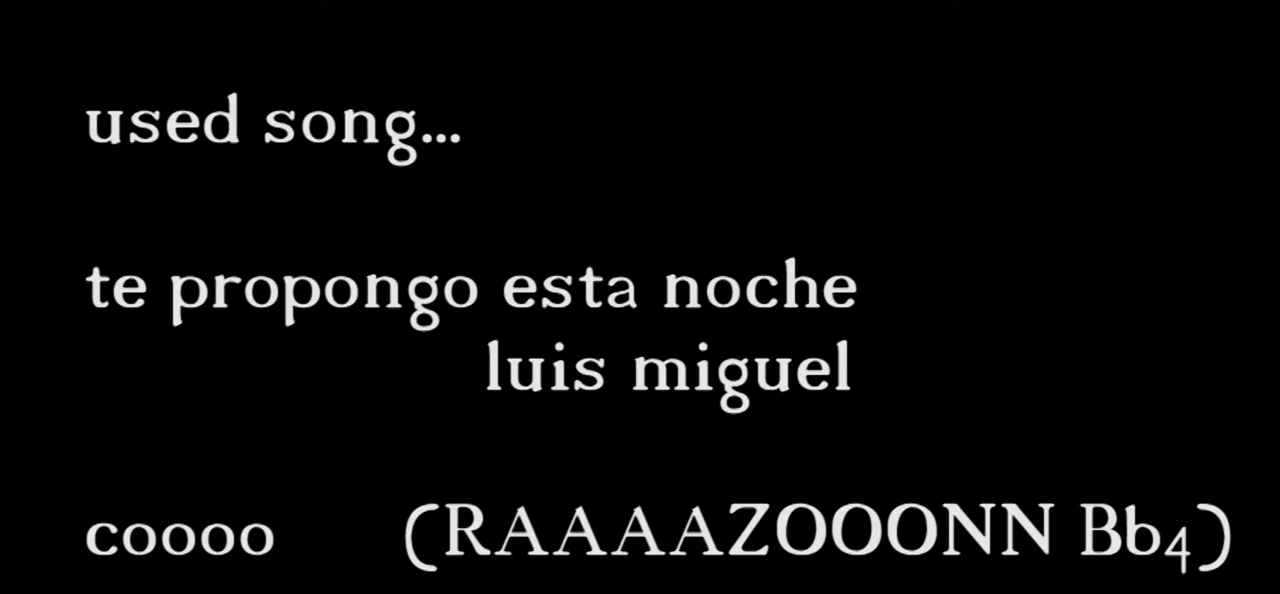 used song...
te propongo esta noche
luis miguel
coooo (RAAAAZOOONN Bb4)